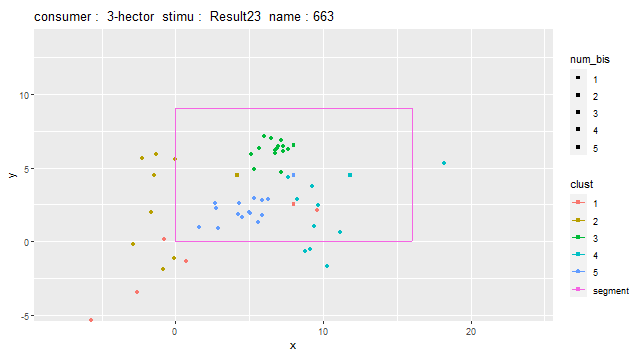 consumer : 3-hector stimu : Result23 name : 663
10
5
0
-5
y
0
10
20
x
num_bis
1
2
3
4
5
clust
1
2
3
4
5
segment